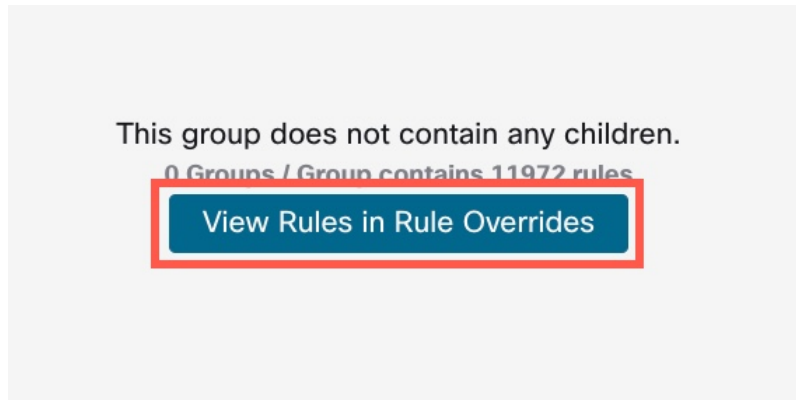 This group does not contain any children.
0 Groups / Group contains 11972 rules
View Rules in Rule Overrides